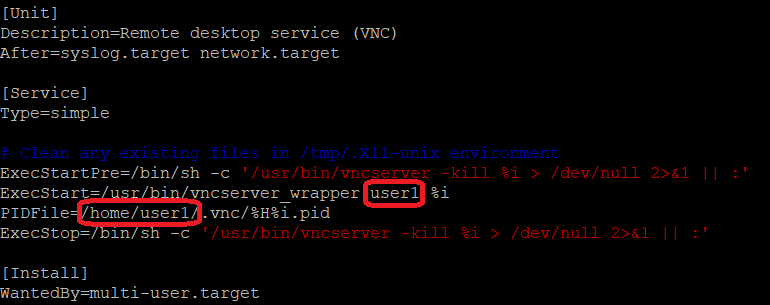 [Unit]
Description=Remote desktop service (VNC)
After=syslog.target network.target
[Service]
Type=simple
# Clean any existing files in /tmp/.X11-unix environment
ExecStartPre=/bin/sh -c '/usr/bin/vncserver -kill %i > /dev/null 2>&1 || :'
ExecStart=/usr/bin/vncserver_wrapper user1 %i
PIDFile=/home/user1/.vnc/%H%i.pid
ExecStop=/bin/sh -c '/usr/bin/vncserver -kill %i > /dev/null 2>&1 || :'
[Install]
WantedBy=multi-user.target